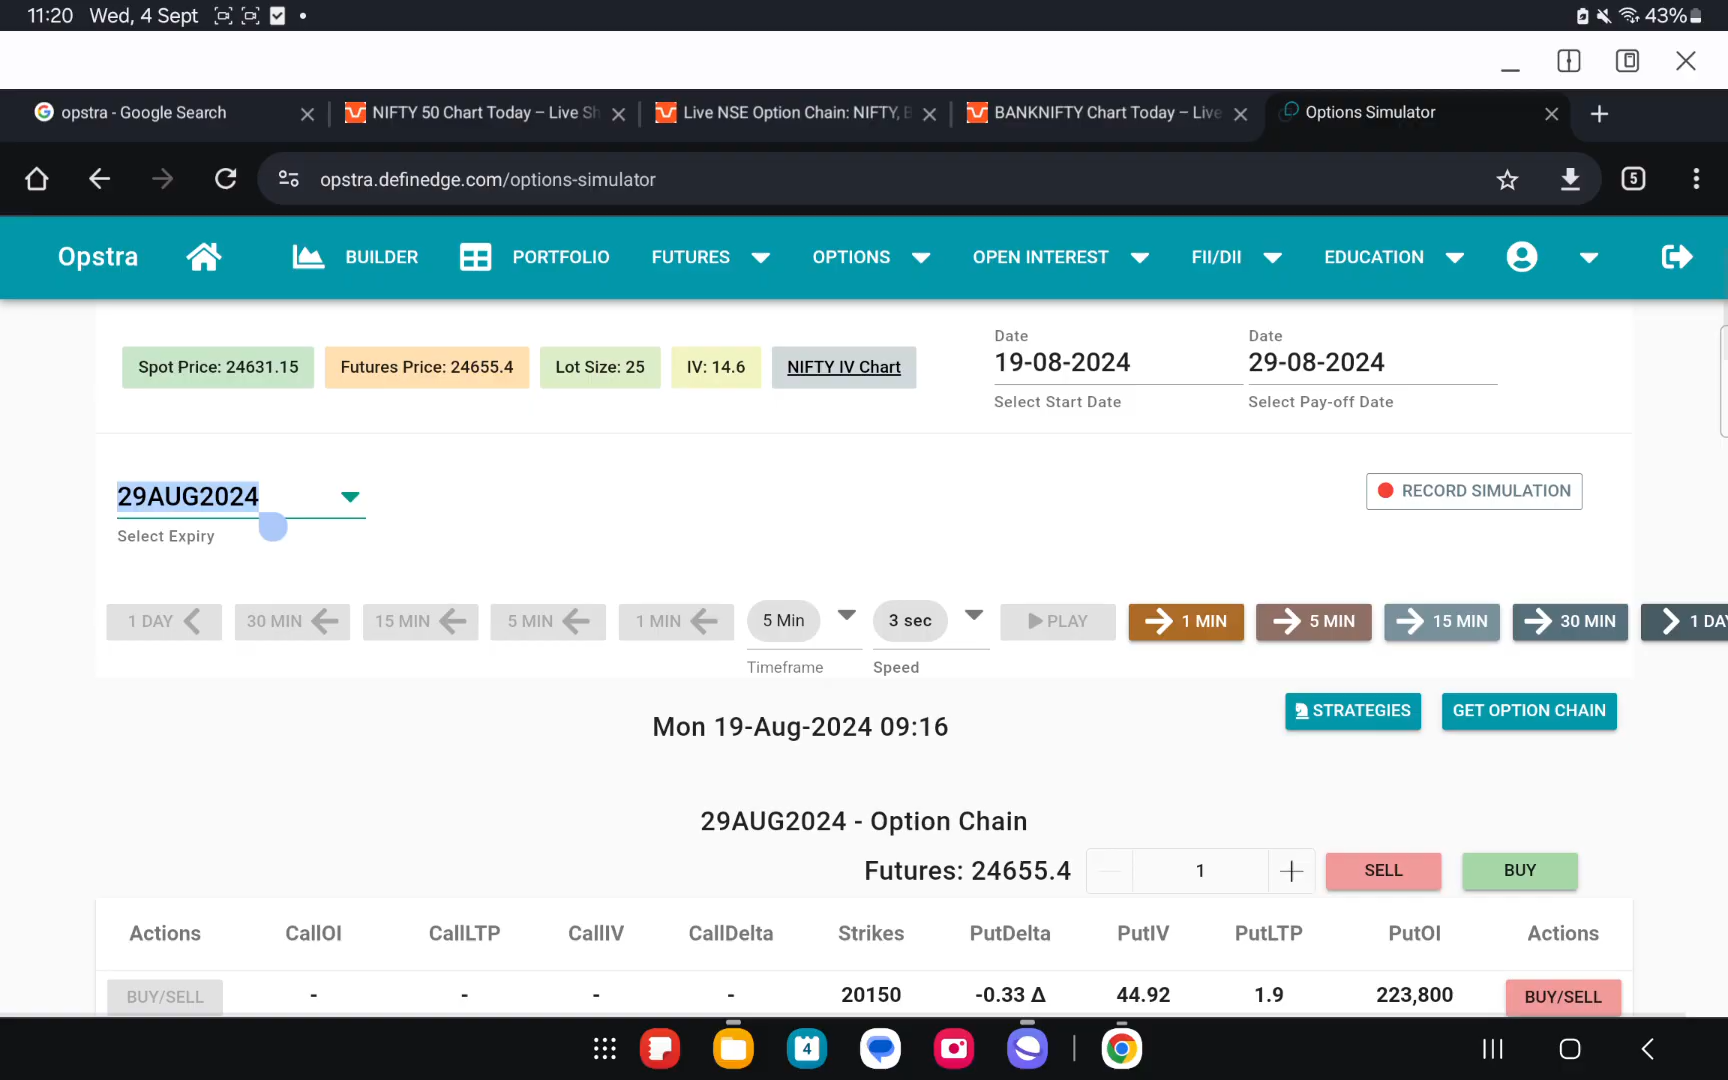 11:20 Wed, 4 Sept 43%
opstra - Google Search
NIFTY 50 Chart Today – Live Sh
Live NSE Option Chain: NIFTY, B
BANKNIFTY Chart Today – Live
Options Simulator
opstra.definedge.com/options-simulator 5
Opstra BUILDER PORTFOLIO FUTURES OPTIONS OPEN INTEREST FII/DII EDUCATION
Date Date
Spot Price: 24631.15 Futures Price: 24655.4 Lot Size: 25 IV: 14.6 NIFTY IV Chart 19-08-2024 29-08-2024
Select Start Date Select Pay-off Date
29AUG2024 RECORD SIMULATION
Select Expiry
1 DAY 30 MIN 15 MIN 5 MIN 1 MIN 5 Min 3 sec PLAY 1 MIN 5 MIN 15 MIN 30 MIN 1 DA
Timeframe Speed
Mon 19-Aug-2024 09:16 STRATEGIES GET OPTION CHAIN
29AUG2024 - Option Chain
Futures: 24655.4 1 SELL BUY
Actions CallOI CallLTP CallIV CallDelta Strikes PutDelta PutIV PutLTP PutOI Actions
BUY/SELL - - - - 20150 -0.33 Δ 44.92 1.9 223,800 BUY/SELL
4